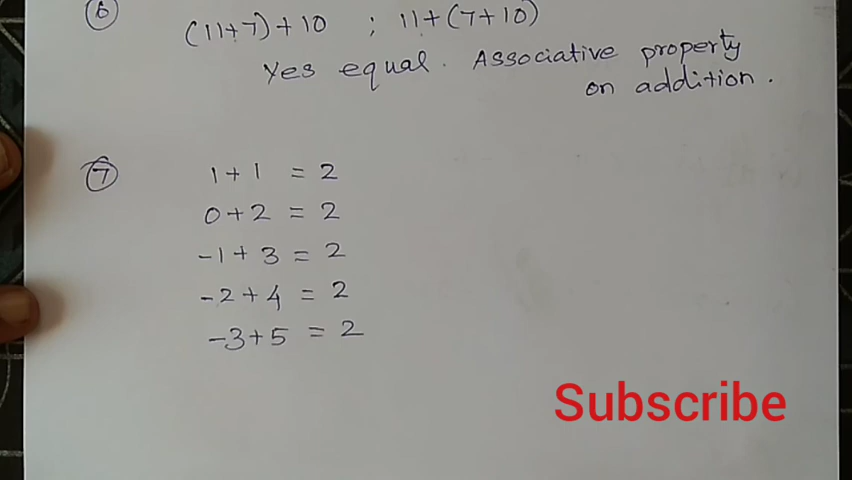 6
(11+7)+10 ; 11+(7+10)
Yes equal. Associative property
on addition.
7
1+1 = 2
0+2 = 2
-1+3 = 2
-2+4 = 2
-3+5 = 2
Subscribe